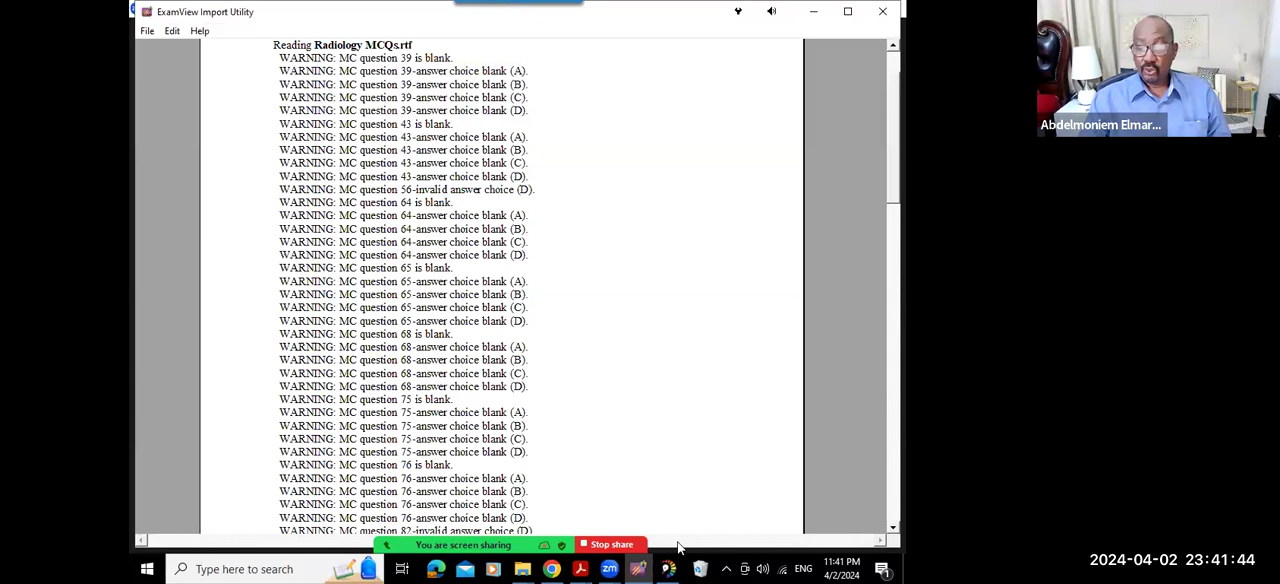 ExamView Import Utility
File Edit Help
Reading Radiology MCQs.rtf
WARNING: MC question 39 is blank.
WARNING: MC question 39-answer choice blank (A).
WARNING: MC question 39-answer choice blank (B).
WARNING: MC question 39-answer choice blank (C).
WARNING: MC question 39-answer choice blank (D).
WARNING: MC question 43 is blank.
WARNING: MC question 43-answer choice blank (A).
WARNING: MC question 43-answer choice blank (B).
WARNING: MC question 43-answer choice blank (C).
WARNING: MC question 43-answer choice blank (D).
WARNING: MC question 56-invalid answer choice (D).
WARNING: MC question 64 is blank.
WARNING: MC question 64-answer choice blank (A).
WARNING: MC question 64-answer choice blank (B).
WARNING: MC question 64-answer choice blank (C).
WARNING: MC question 64-answer choice blank (D).
WARNING: MC question 65 is blank.
WARNING: MC question 65-answer choice blank (A).
WARNING: MC question 65-answer choice blank (B).
WARNING: MC question 65-answer choice blank (C).
WARNING: MC question 65-answer choice blank (D).
WARNING: MC question 68 is blank.
WARNING: MC question 68-answer choice blank (A).
WARNING: MC question 68-answer choice blank (B).
WARNING: MC question 68-answer choice blank (C).
WARNING: MC question 68-answer choice blank (D).
WARNING: MC question 75 is blank.
WARNING: MC question 75-answer choice blank (A).
WARNING: MC question 75-answer choice blank (B).
WARNING: MC question 75-answer choice blank (C).
WARNING: MC question 75-answer choice blank (D).
WARNING: MC question 76 is blank.
WARNING: MC question 76-answer choice blank (A).
WARNING: MC question 76-answer choice blank (B).
WARNING: MC question 76-answer choice blank (C).
WARNING: MC question 76-answer choice blank (D).
WARNING: MC question 82-invalid answer choice (D)
You are screen sharing Stop share
Type here to search
zm
ENG
11:41 PM
4/2/2024
1
Abdelmoniem Elmar...
2024-04-02 23:41:44